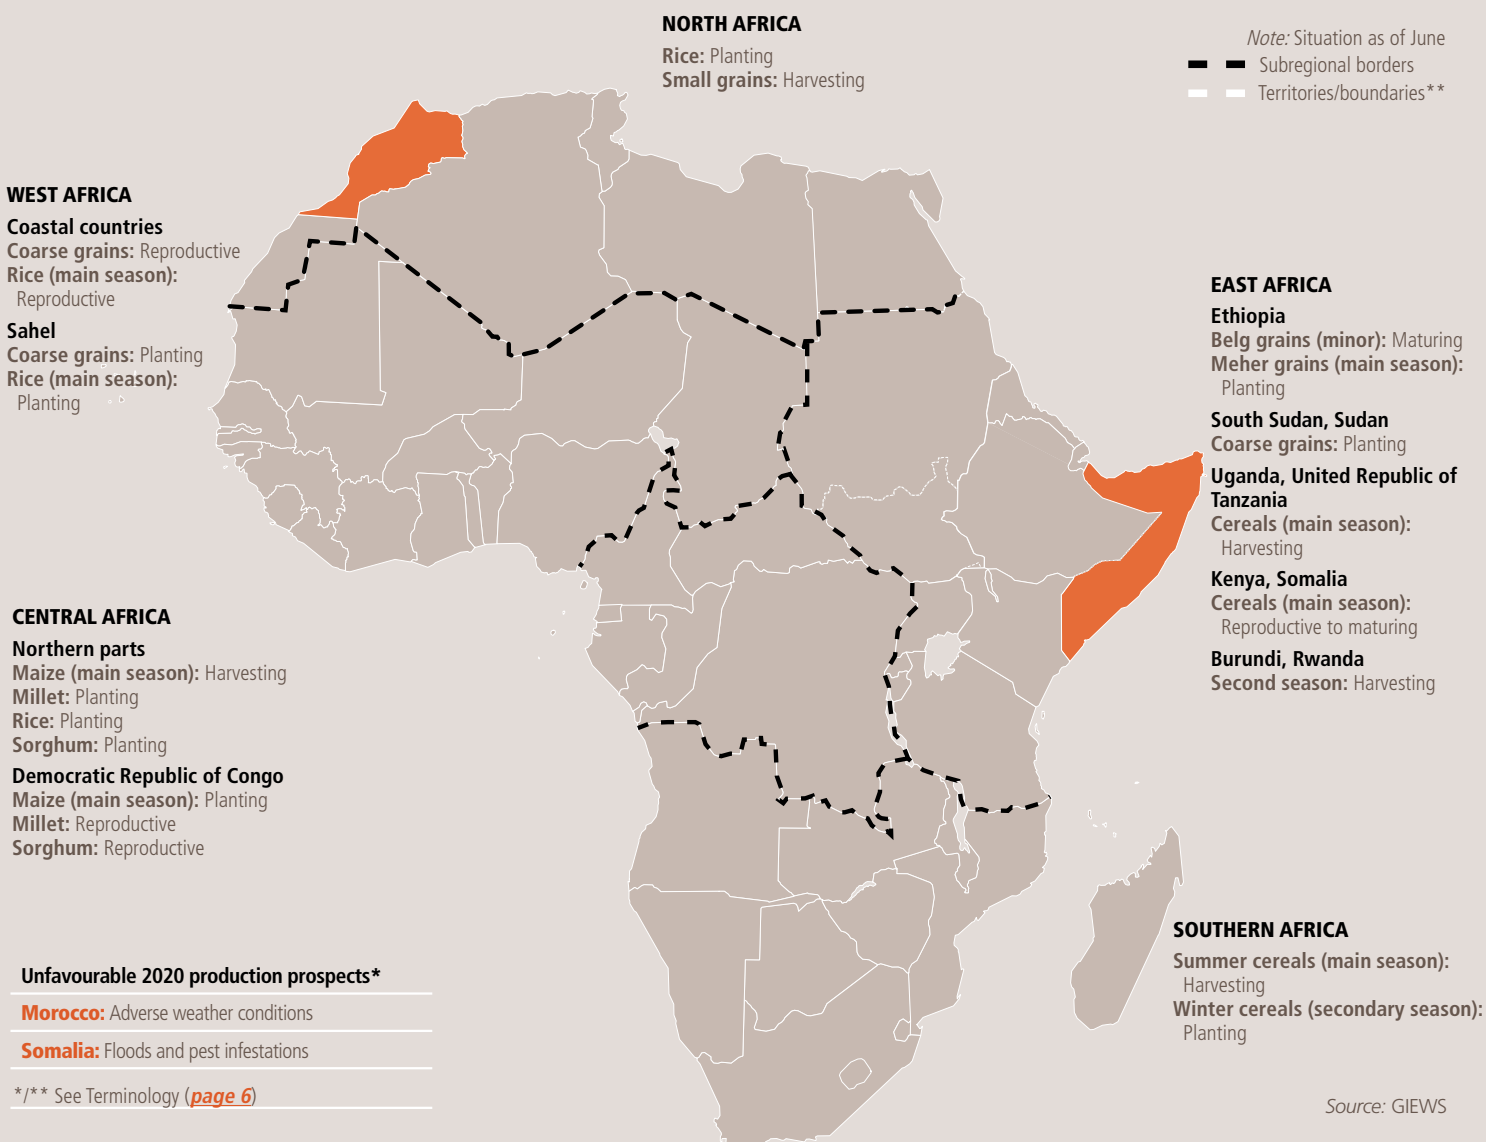 NORTH AFRICA
Rice: Planting
Small grains: Harvesting
Note: Situation as of June
Subregional borders
Territories/boundaries**
WEST AFRICA
Coastal countries
Coarse grains: Reproductive
Rice (main season):
Reproductive
Sahel
Coarse grains: Planting
Rice (main season):
Planting
EAST AFRICA
Ethiopia
Belg grains (minor): Maturing
Meher grains (main season):
Planting
South Sudan, Sudan
Coarse grains: Planting
Uganda, United Republic of
Tanzania
Cereals (main season):
Harvesting
Kenya, Somalia
Cereals (main season):
Reproductive to maturing
Burundi, Rwanda
Second season: Harvesting
CENTRAL AFRICA
Northern parts
Maize (main season): Harvesting
Millet: Planting
Rice: Planting
Sorghum: Planting
Democratic Republic of Congo
Maize (main season): Planting
Millet: Reproductive
Sorghum: Reproductive
SOUTHERN AFRICA
Summer cereals (main season):
Harvesting
Winter cereals (secondary season):
Planting
Unfavourable 2020 production prospects*
Morocco: Adverse weather conditions
Somalia: Floods and pest infestations
*/** See Terminology (page 6)
Source: GIEWS